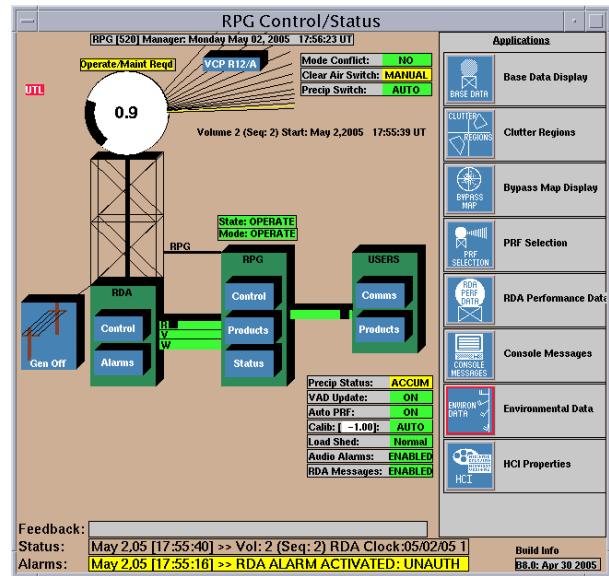 RPG Control/Status
RPG [520] Manager: Monday May 02, 2005 17:56:23 UT
Operate/Maint Reqd
VCP R12/A
UTL
0.9
Mode Conflict: NO
Clear Air Switch: MANUAL
Precip Switch: AUTO
Volume 2 (Seq: 2) Start: May 2,2005 17:55:39 UT
State: OPERATE
Mode: OPERATE
RPG
RPG
USERS
RDA
Control
Comms
Control
R
Products
Products
V
W
Alarms
Status
Gen Off
Precip Status: ACCUM
VAD Update: ON
Auto PRF: ON
Calib: [ -1.00]: AUTO
Load Shed: Normal
Audio Alarms: ENABLED
RDA Messages: ENABLED
Applications
BASE DATA
Base Data Display
CLUTTER
REGIONS
Clutter Regions
BYPASS
MAP
Bypass Map Display
PRF
SELECTION
PRF Selection
RDA
PERF
DATA
RDA Performance Data
CONSOLE
MESSAGES
Console Messages
ENVIRON
DATA
Environmental Data
HCI
HCI Properties
Feedback:
Status: May 2,05 [17:55:40] >> Vol: 2 (Seq: 2) RDA Clock:05/02/05 1
Alarms: May 2,05 [17:55:16] >> RDA ALARM ACTIVATED: UNAUTH
Build Info
B8.0: Apr 30 2005